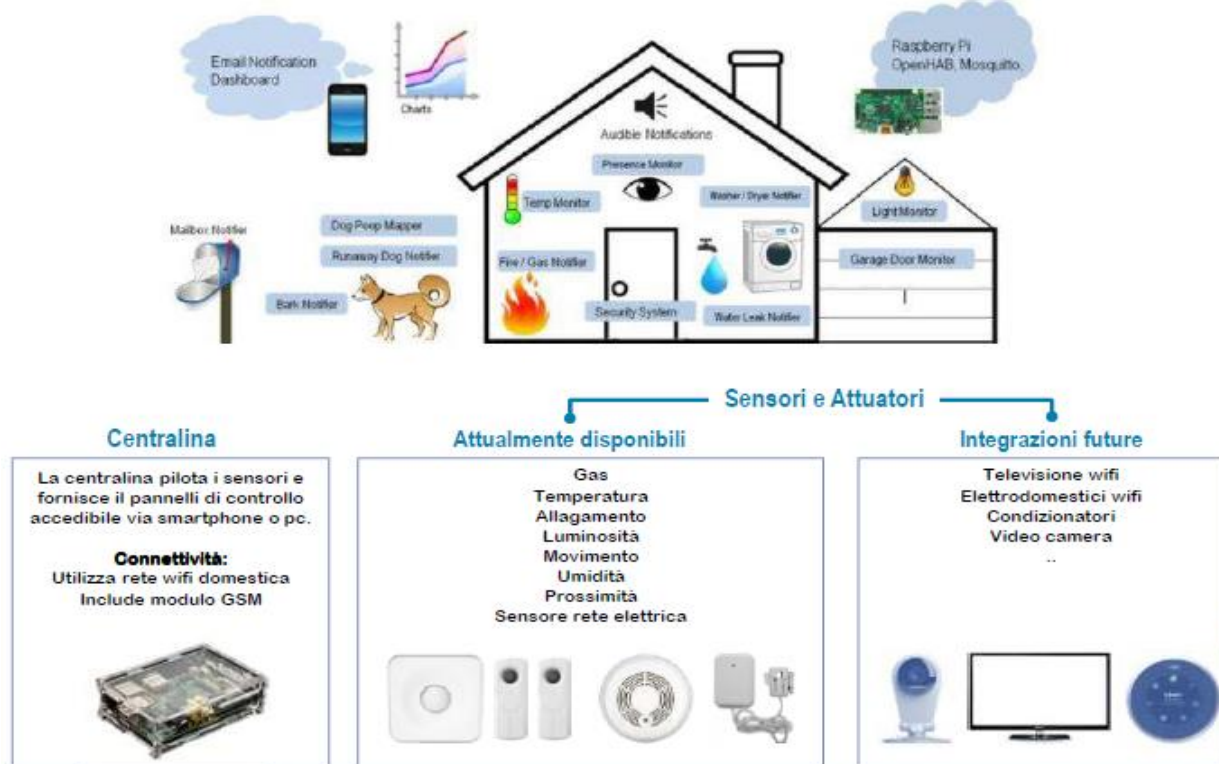 Email Notification
Dashboard
Charts
Raspberry Pi
OpenHAB, Mosquitto
Audible Notifications
Presence Monitor
Temp Monitor
Washer / Dryer Notifier
Light Monitor
Mailbox Notifier
Dog Poop Mapper
Runaway Dog Notifier
Fire / Gas Notifier
Garage Door Monitor
Bark Notifier
Security System
Water Leak Notifier
Sensori e Attuatori
Centralina
La centralina pilota i sensori e
fornisce il pannelli di controllo
accedibile via smartphone o pc.
Connettività:
Utilizza rete wifi domestica
Include modulo GSM
Attualmente disponibili
Gas
Temperatura
Allagamento
Luminosità
Movimento
Umidità
Prossimità
Sensore rete elettrica
Integrazioni future
Televisione wifi
Elettrodomestici wifi
Condizionatori
Video camera
..